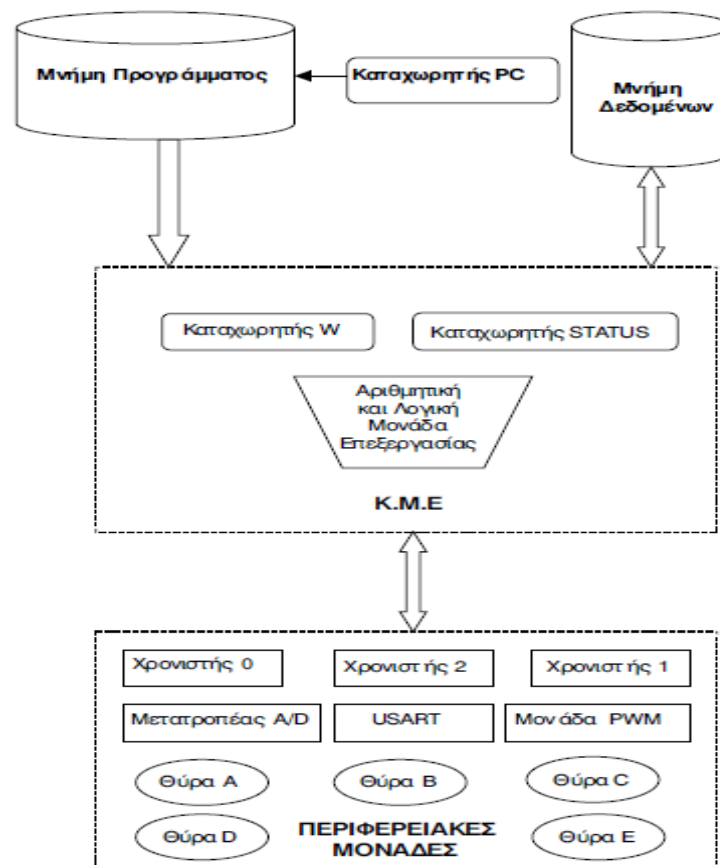 Μνήμη Προγράμματος
Καταχωρητής PC
Μνήμη
Δεδομένων
Καταχωρητής W
Καταχωρητής STATUS
Αριθμητική
και Λογική
Μονάδα
Επεξεργασίας
Κ.Μ.Ε
Χρονιστής 0
Χρονιστής 2
Χρονιστής 1
Μετατροπέας A/D
USART
Μονάδα PWM
Θύρα Α
Θύρα Β
Θύρα C
Θύρα D
ΠΕΡΙΦΕΡΕΙΑΚΕΣ
ΜΟΝΑΔΕΣ
Θύρα Ε